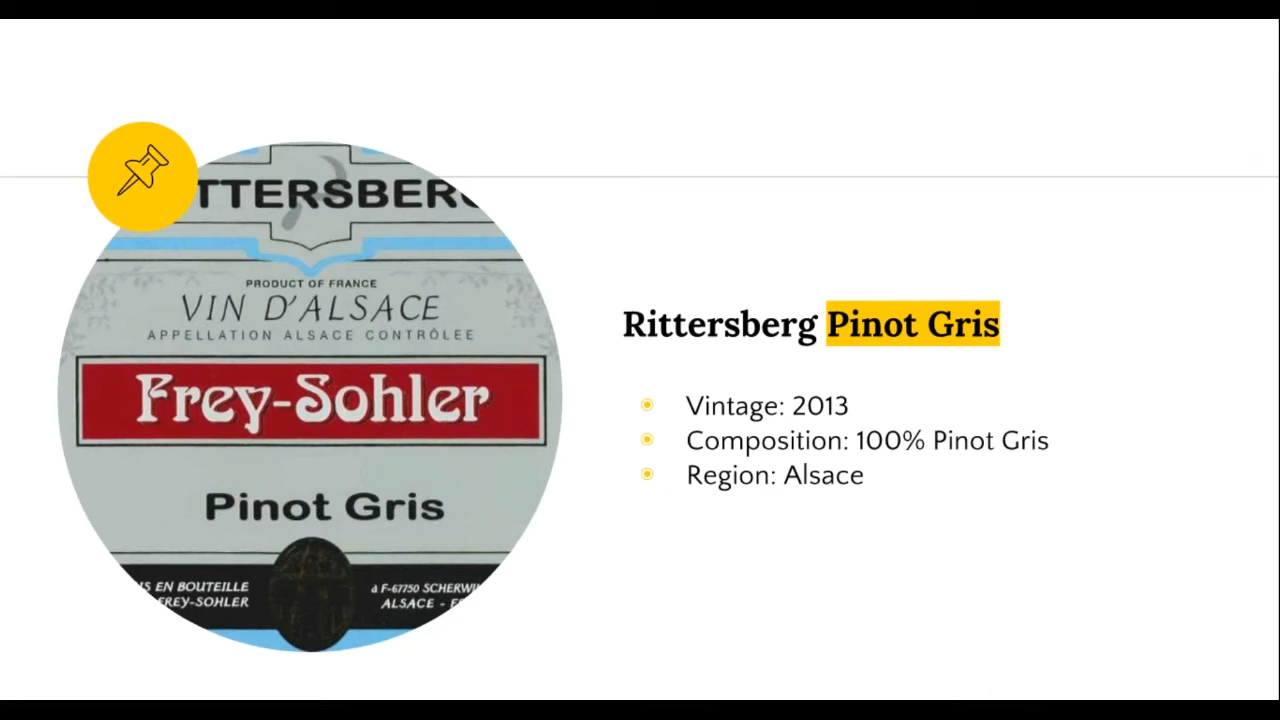 TTERSBER
PRODUCT OF FRANCE
VIN D'ALSACE
APPELLATION ALSACE CONTRÔLEE
Frey-Sohler
Pinot Gris
IS EN BOUTEILLE
FREY-SOHLER
à F-67750 SCHERWI
ALSACE - F
Rittersberg Pinot Gris
Vintage: 2013
Composition: 100% Pinot Gris
Region: Alsace